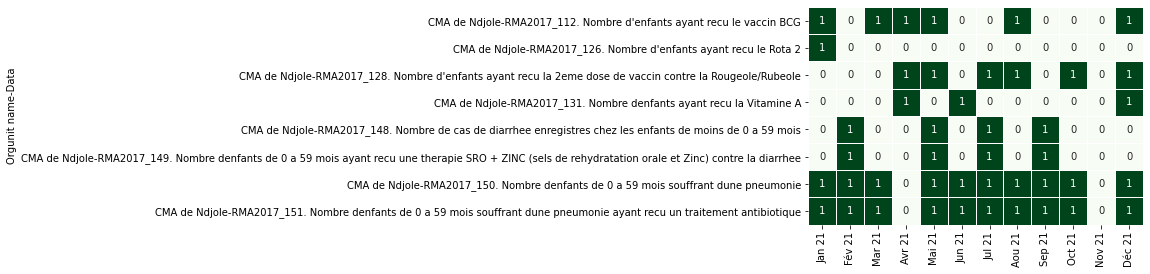 CMA de Ndjole-RMA2017_112. Nombre d'enfants ayant recu le vaccin BCG 1 0 1 1 1 0 0 1 0 0 0 1
CMA de Ndjole-RMA2017_126. Nombre d'enfants ayant recu le Rota 2 1 0 0 0 0 0 0 0 0 0 0 0
CMA de Ndjole-RMA2017_128. Nombre d'enfants ayant recu la 2eme dose de vaccin contre la Rougeole/Rubeole 0 0 0 1 1 0 1 1 0 1 0 1
CMA de Ndjole-RMA2017_131. Nombre denfants ayant recu la Vitamine A 0 0 0 1 0 1 0 0 0 0 0 1
CMA de Ndjole-RMA2017_148. Nombre de cas de diarrhee enregistres chez les enfants de moins de 0 a 59 mois 0 1 0 0 1 0 1 0 1 0 0 0
CMA de Ndjole-RMA2017_149. Nombre denfants de 0 a 59 mois ayant recu une therapie SRO + ZINC (sels de rehydratation orale et Zinc) contre la diarrhee 0 1 0 0 1 0 1 0 1 0 0 0
CMA de Ndjole-RMA2017_150. Nombre denfants de 0 a 59 mois souffrant dune pneumonie 1 1 1 0 1 1 1 1 1 1 0 1
CMA de Ndjole-RMA2017_151. Nombre denfants de 0 a 59 mois souffrant dune pneumonie ayant recu un traitement antibiotique 1 1 1 0 1 1 1 1 1 1 0 1
Orgunit name-Data
Jan 21 Fév 21 Mar 21 Avr 21 Mai 21 Jun 21 Jul 21 Aou 21 Sep 21 Oct 21 Nov 21 Déc 21